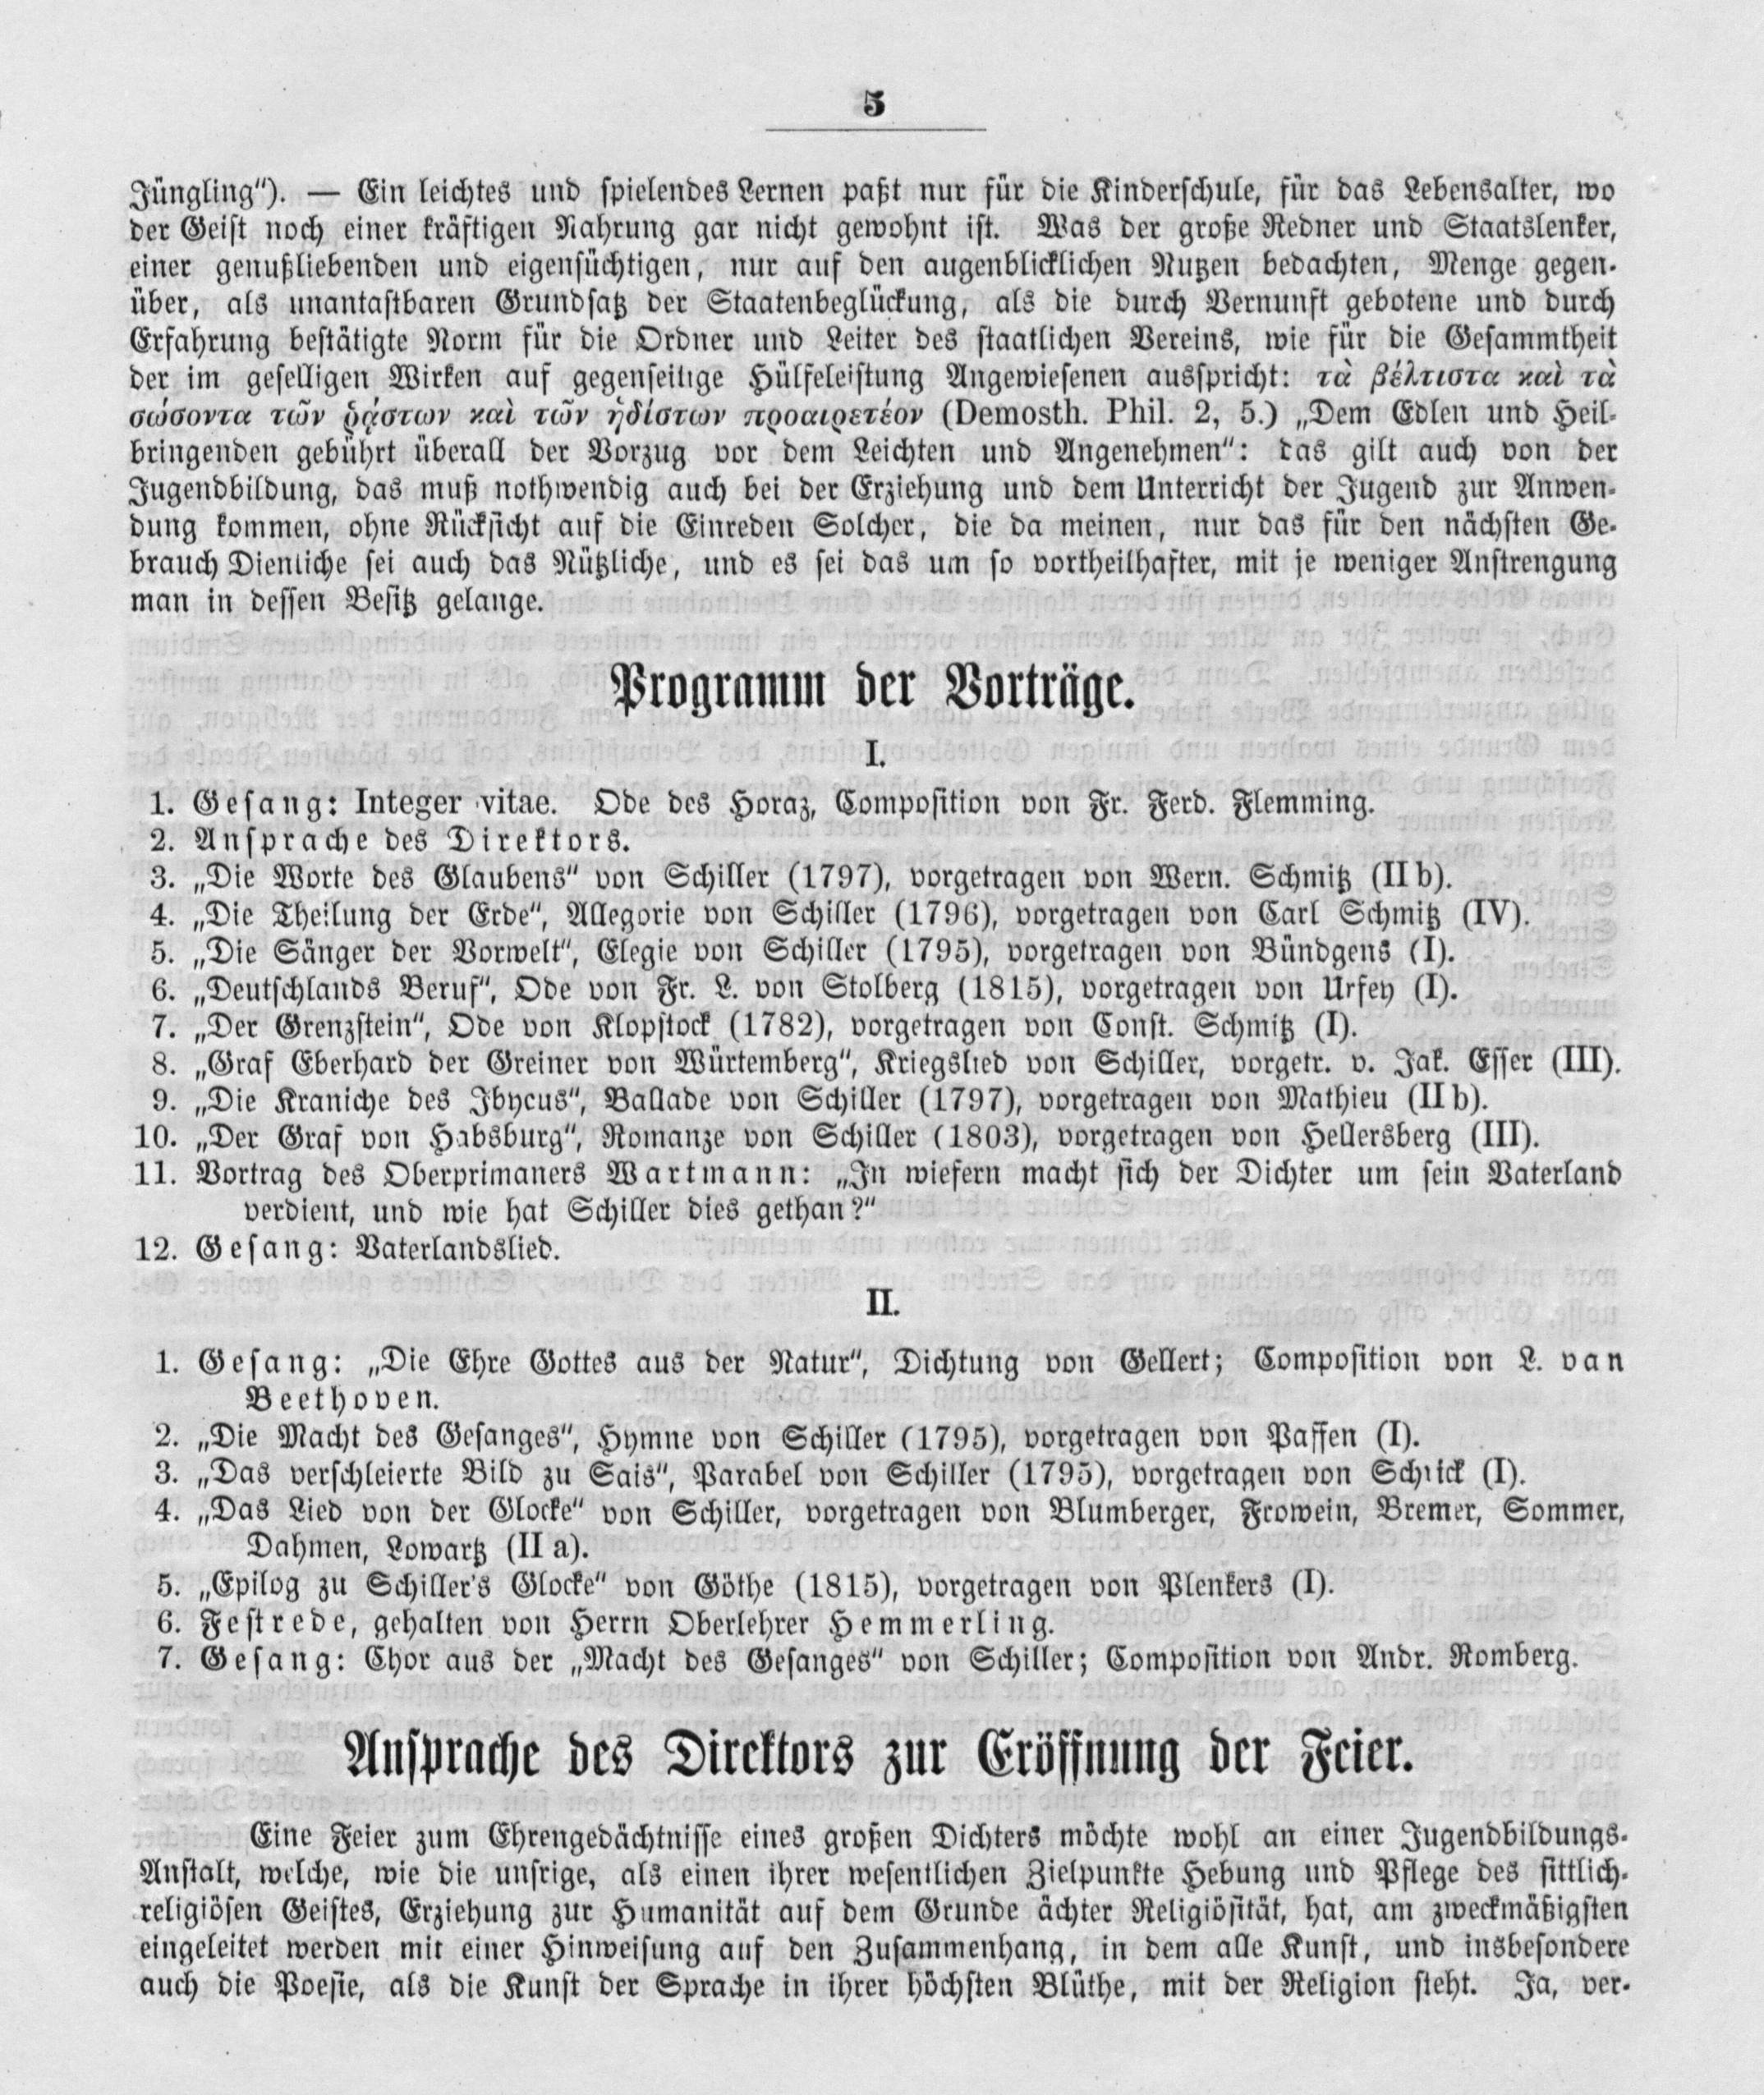 5
Jüngling“). — Ein leichtes und spielendes Lernen paßt nur für die Kinderschule, für das Lebensalter, wo
der Geist noch einer kräftigen Nahrung gar nicht gewohnt ist. Was der große Redner und Staatslenker,
einer genußliebenden und eigensüchtigen, nur auf den augenblicklichen Nutzen bedachten, Menge gegen-
über, als unantastbaren Grundsatz der Staatenbeglückung, als die durch Vernunft gebotene und durch
Erfahrung bestätigte Norm für die Ordner und Leiter des staatlichen Vereins, wie für die Gesammtheit
der im geselligen Wirken auf gegenseitige Hülfeleistung Angewiesenen ausspricht: τὰ βέλτιστα καὶ τὰ
σώσοντα τῶν ῥᾴστων καὶ τῶν ἡδίστων προαιρετέον (Demosth. Phil. 2, 5.) „Dem Edlen und Heil-
bringenden gebührt überall der Vorzug vor dem Leichten und Angenehmen“: das gilt auch von der
Jugendbildung, das muß nothwendig auch bei der Erziehung und dem Unterricht der Jugend zur Anwen-
dung kommen, ohne Rücksicht auf die Einreden Solcher, die da meinen, nur das für den nächsten Ge-
brauch Dienliche sei auch das Nützliche, und es sei das um so vortheilhafter, mit je weniger Anstrengung
man in dessen Besitz gelange.
Programm der Vorträge.
I.
1. Gesang: Integer vitae. Ode des Horaz, Composition von Fr. Ferd. Flemming.
2. Ansprache des Direktors.
3. „Die Worte des Glaubens“ von Schiller (1797), vorgetragen von Wern. Schmitz (II b).
4. „Die Theilung der Erde“, Allegorie von Schiller (1796), vorgetragen von Carl Schmitz (IV).
5. „Die Sänger der Vorwelt“, Elegie von Schiller (1795), vorgetragen von Bündgens (I).
6. „Deutschlands Beruf“, Ode von Fr. L. von Stolberg (1815), vorgetragen von Urfey (I).
7. „Der Grenzstein“, Ode von Klopstock (1782), vorgetragen von Const. Schmitz (I).
8. „Graf Eberhard der Greiner von Würtemberg“, Kriegslied von Schiller, vorgetr. v. Jak. Esser (III).
9. „Die Kraniche des Ibycus“, Ballade von Schiller (1797), vorgetragen von Mathieu (II b).
10. „Der Graf von Habsburg“, Romanze von Schiller (1803), vorgetragen von Hellersberg (III).
11. Vortrag des Oberprimaners Wartmann: „In wiefern macht sich der Dichter um sein Vaterland
verdient, und wie hat Schiller dies gethan?“
12. Gesang: Vaterlandslied.
II.
1. Gesang: „Die Ehre Gottes aus der Natur“, Dichtung von Gellert; Composition von L. van
Beethoven.
2. „Die Macht des Gesanges“, Hymne von Schiller (1795), vorgetragen von Paffen (I).
3. „Das verschleierte Bild zu Sais“, Parabel von Schiller (1795), vorgetragen von Schlick (I).
4. „Das Lied von der Glocke“ von Schiller, vorgetragen von Blumberger, Frowein, Bremer, Sommer,
Dahmen, Lowartz (II a).
5. „Epilog zu Schiller's Glocke“ von Göthe (1815), vorgetragen von Plenkers (I).
6. Festrede, gehalten von Herrn Oberlehrer Hemmerling.
7. Gesang: Chor aus der „Macht des Gesanges“ von Schiller; Composition von Andr. Romberg.
Ansprache des Direktors zur Eröffnung der Feier.
Eine Feier zum Ehrengedächtnisse eines großen Dichters möchte wohl an einer Jugendbildungs-
Anstalt, welche, wie die unsrige, als einen ihrer wesentlichen Zielpunkte Hebung und Pflege des sittlich-
religiösen Geistes, Erziehung zur Humanität auf dem Grunde ächter Religiösität, hat, am zweckmäßigsten
eingeleitet werden mit einer Hinweisung auf den Zusammenhang, in dem alle Kunst, und insbesondere
auch die Poesie, als die Kunst der Sprache in ihrer höchsten Blüthe, mit der Religion steht. Ja, ver-